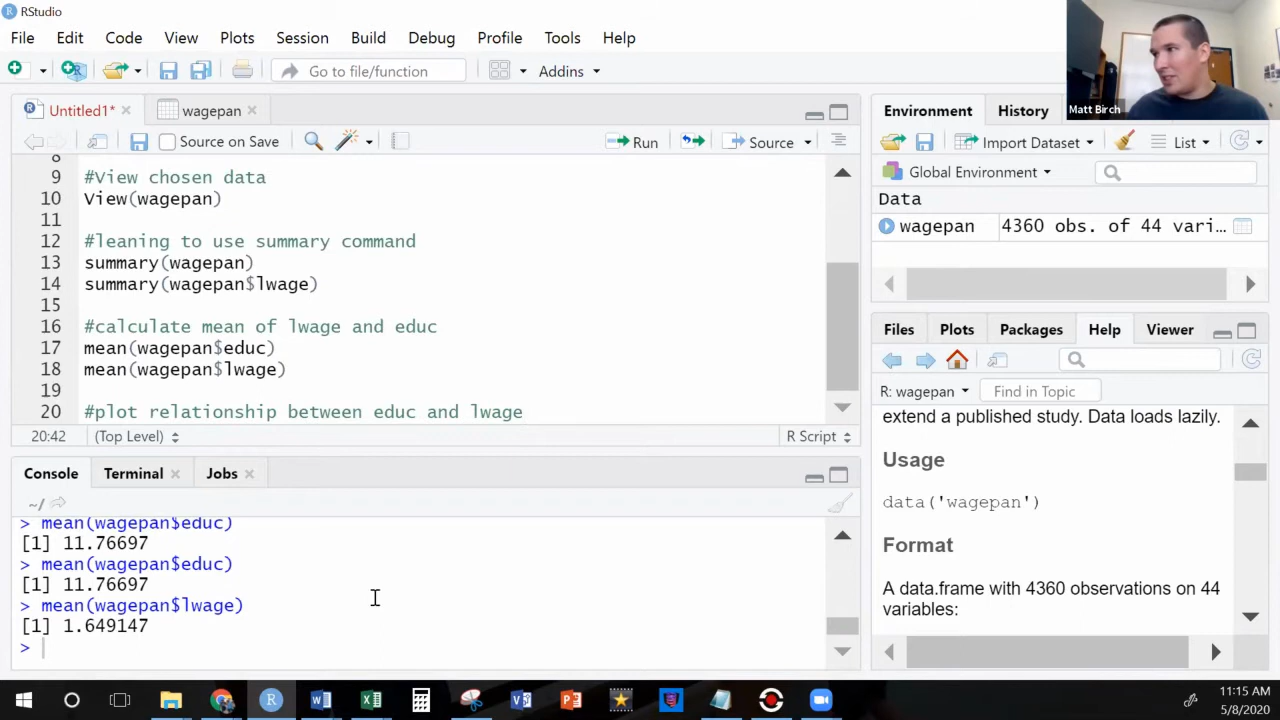 RStudio
File Edit Code View Plots Session Build Debug Profile Tools Help
Go to file/function
Addins
Matt Birch
Untitled1*
wagepan
Source on Save
Run
Source
8
9 #View chosen data
10 View(wagepan)
11
12 #leaning to use summary command
13 summary(wagepan)
14 summary(wagepan$lwage)
15
16 #calculate mean of lwage and educ
17 mean(wagepan$educ)
18 mean(wagepan$lwage)
19
20 #plot relationship between educ and lwage
20:42 (Top Level) R Script
Console Terminal Jobs
~/
> mean(wagepan$educ)
[1] 11.76697
> mean(wagepan$educ)
[1] 11.76697
> mean(wagepan$lwage)
[1] 1.649147
>
Environment History
Import Dataset
List
Global Environment
Data
wagepan 4360 obs. of 44 vari…
Files Plots Packages Help Viewer
R: wagepan Find in Topic
extend a published study. Data loads lazily.
Usage
data('wagepan')
Format
A data.frame with 4360 observations on 44
variables:
11:15 AM
5/8/2020